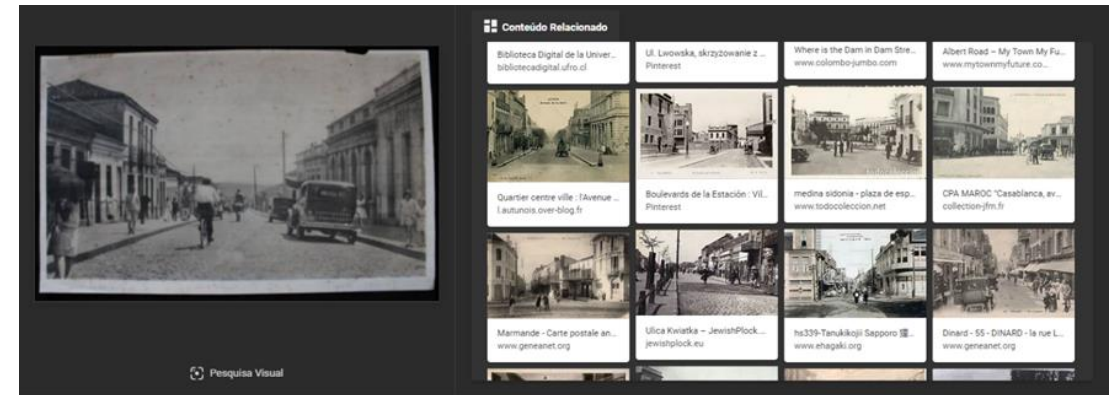 Conteúdo Relacionado
Biblioteca Digital de la Univer...
bibliotecadigital.ufro.cl
Ul. Lwowska, skrzyżowanie z ...
Pinterest
Where is the Dam in Dam Stre...
www.colombo-jumbo.com
Albert Road – My Town My Fu...
www.mytownmyfuture.co...
Quartier centre ville : l'Avenue ...
l.autunois.over-blog.fr
Boulevards de la Estación : Vil...
Pinterest
medina sidonia - plaza de esp...
www.todocoleccion.net
CPA MAROC "Casablanca, av...
collection-jfm.fr
Marmande - Carte postale an...
www.geneanet.org
Ulica Kwiatka – JewishPlock....
jewishplock.eu
hs339-Tanukikoji Sapporo 狸...
www.ehagaki.org
Dinard - 55 - DINARD - la rue L...
www.geneanet.org
Pesquisa Visual